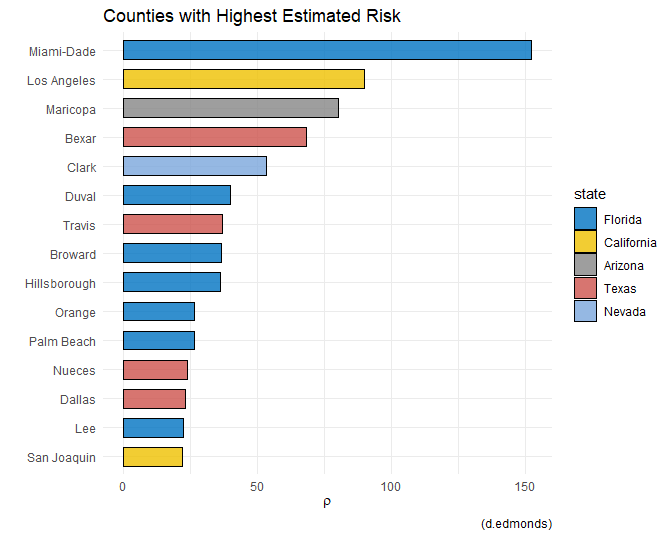 Counties with Highest Estimated Risk
Miami-Dade
Los Angeles
Maricopa
Bexar
Clark
Duval
Travis
Broward
Hillsborough
Orange
Palm Beach
Nueces
Dallas
Lee
San Joaquin
0 50 100 150
ρ
(d.edmonds)
state
Florida
California
Arizona
Texas
Nevada